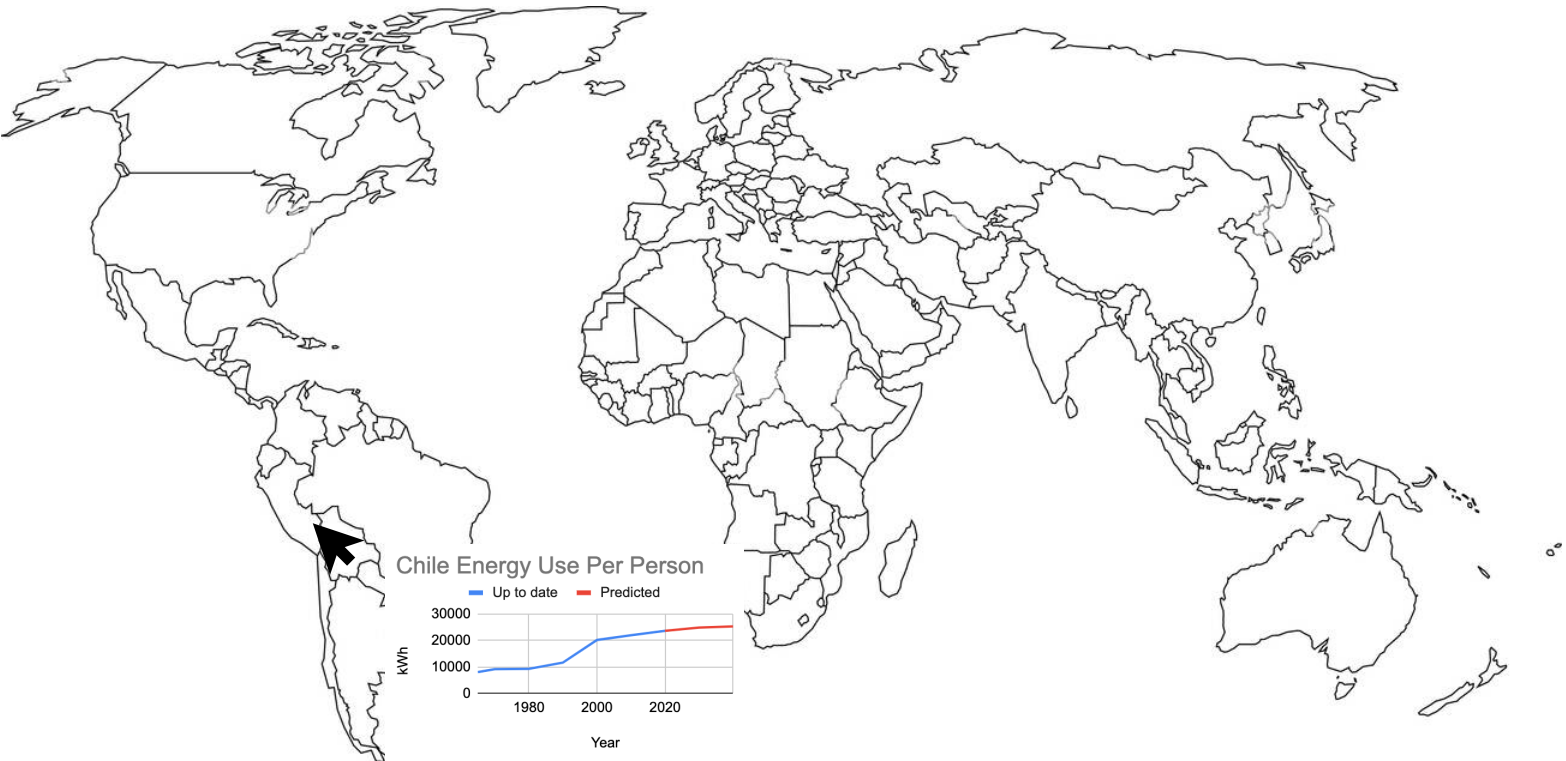 Chile Energy Use Per Person
Up to date Predicted
30000
20000
10000
0
kWh
1980 2000 2020
Year